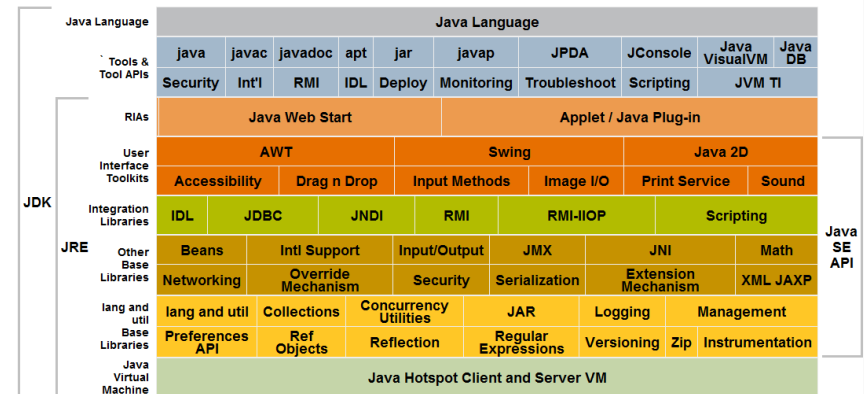 Java Language Java Language
` Tools & Tool APIs
java javac javadoc apt jar javap JPDA JConsole Java VisualVM Java DB
Security Int'l RMI IDL Deploy Monitoring Troubleshoot Scripting JVM TI
RIAs Java Web Start Applet / Java Plug-in
User Interface Toolkits
AWT Swing Java 2D
Accessibility Drag n Drop Input Methods Image I/O Print Service Sound
JDK
Integration Libraries
IDL JDBC JNDI RMI RMI-IIOP Scripting
Java SE API
JRE
Other Base Libraries
Beans Intl Support Input/Output JMX JNI Math
Networking Override Mechanism Security Serialization Extension Mechanism XML JAXP
lang and util Base Libraries
lang and util Collections Concurrency Utilities JAR Logging Management
Preferences API Ref Objects Reflection Regular Expressions Versioning Zip Instrumentation
Java Virtual Machine
Java Hotspot Client and Server VM